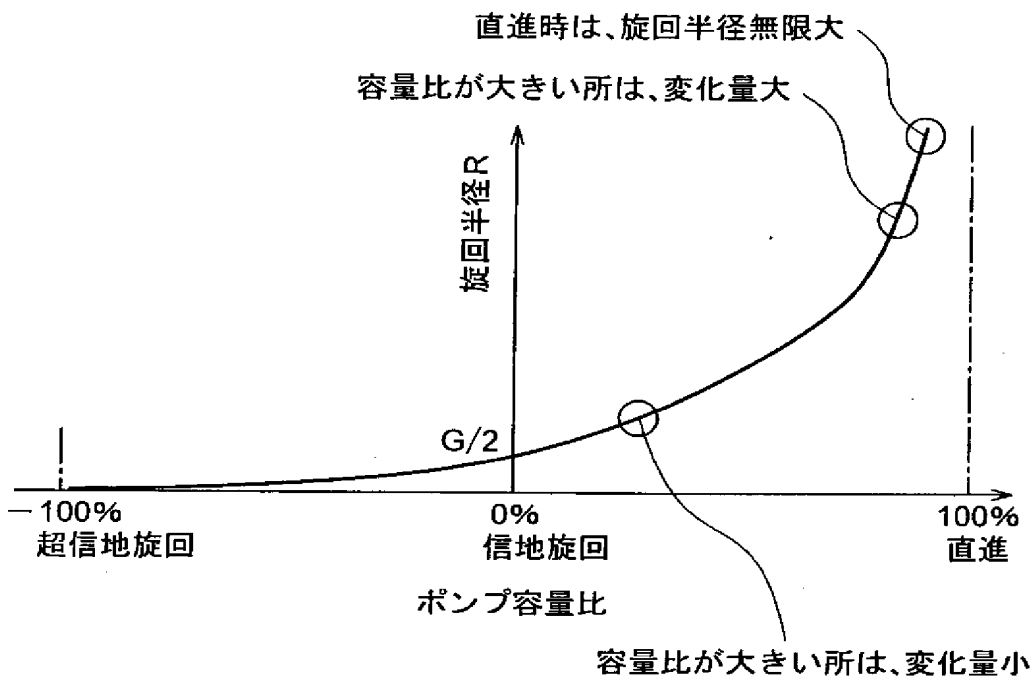 直進時は、旋回半径無限大
容量比が大きい所は、変化量大
旋回半径R
G/2
－100%
0%
100%
超信地旋回
信地旋回
直進
ポンプ容量比
容量比が大きい所は、変化量小